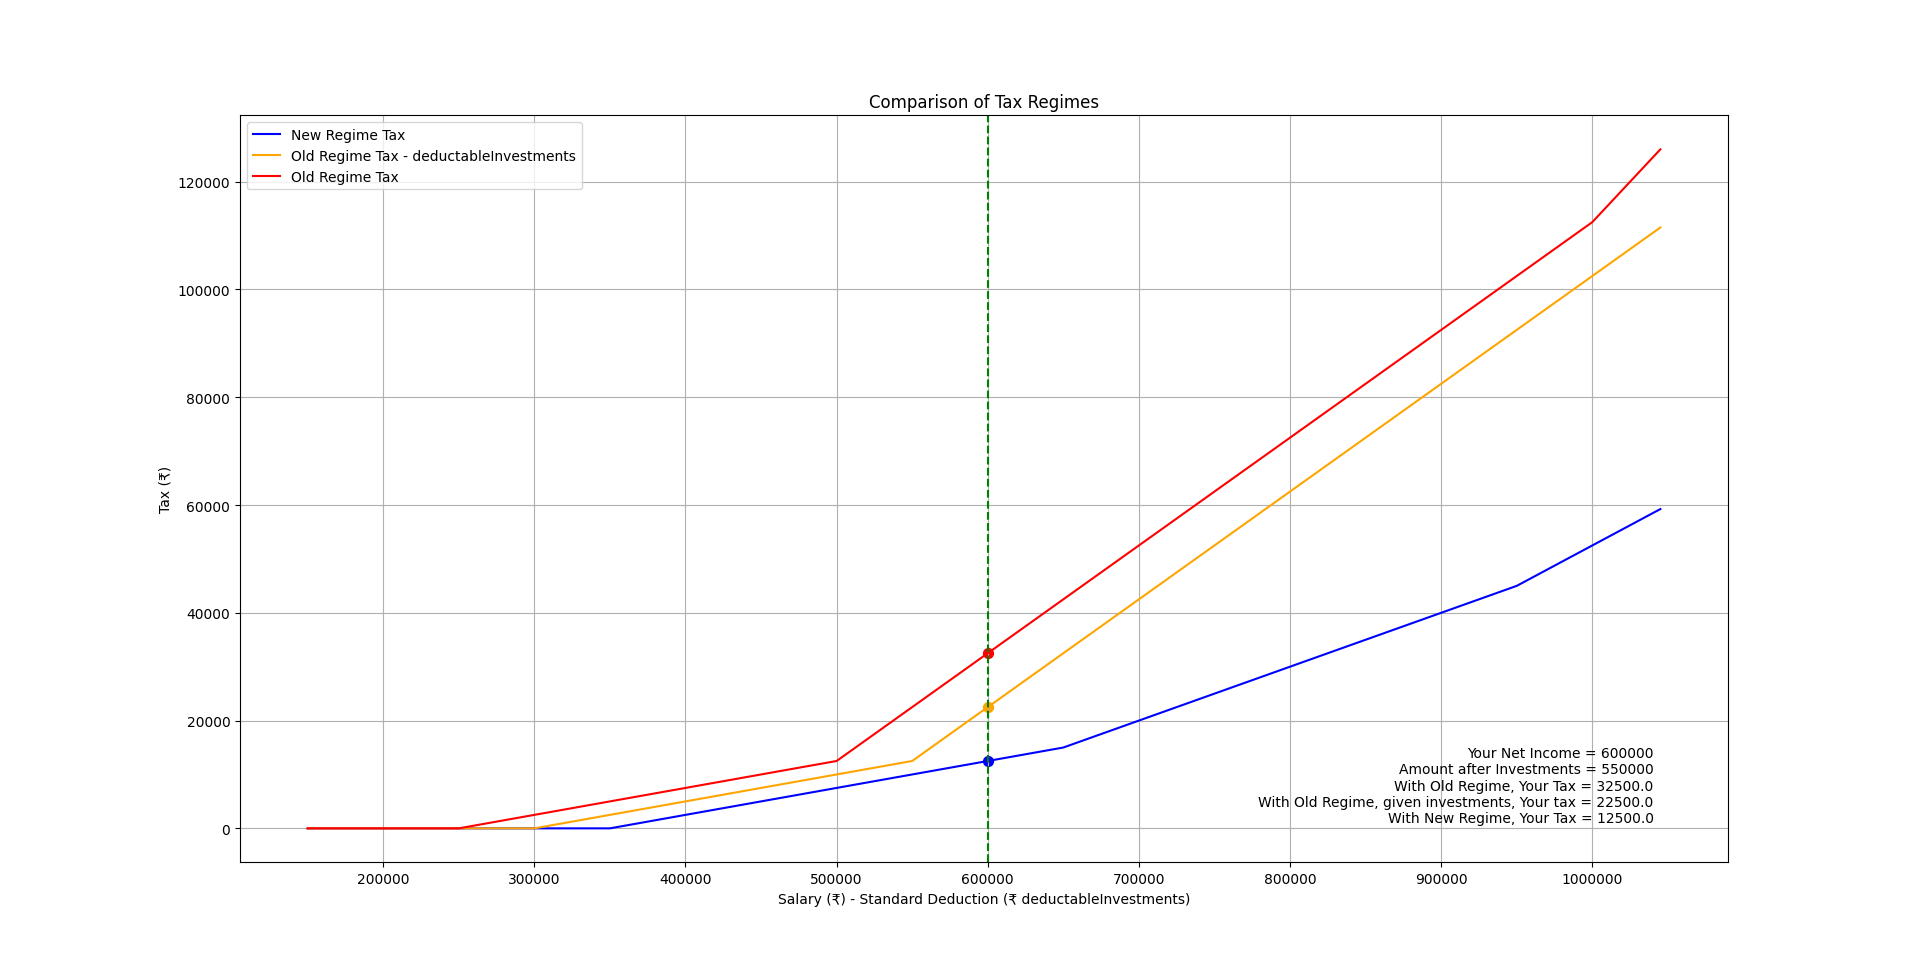 Comparison of Tax Regimes
New Regime Tax
Old Regime Tax - deductableInvestments
Old Regime Tax
120000
100000
80000
60000
40000
20000
0
Tax (₹)
Your Net Income = 600000
Amount after Investments = 550000
With Old Regime, Your Tax = 32500.0
With Old Regime, given investments, Your tax = 22500.0
With New Regime, Your Tax = 12500.0
200000 300000 400000 500000 600000 700000 800000 900000 1000000
Salary (₹) - Standard Deduction (₹ deductableInvestments)